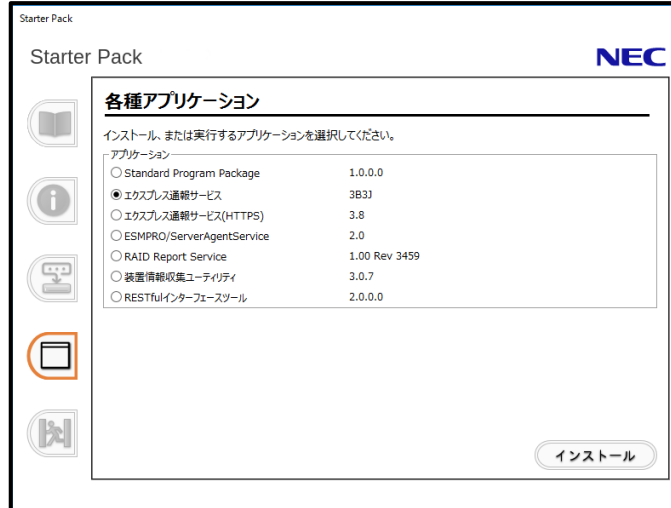 Starter Pack
Starter Pack
NEC
各種アプリケーション
インストール、または実行するアプリケーションを選択してください。
アプリケーション
Standard Program Package 1.0.0.0
エクスプレス通報サービス 3B3J
エクスプレス通報サービス(HTTPS) 3.8
ESMPRO/ServerAgentService 2.0
RAID Report Service 1.00 Rev 3459
装置情報収集ユーティリティ 3.0.7
RESTfulインターフェースツール 2.0.0.0
インストール